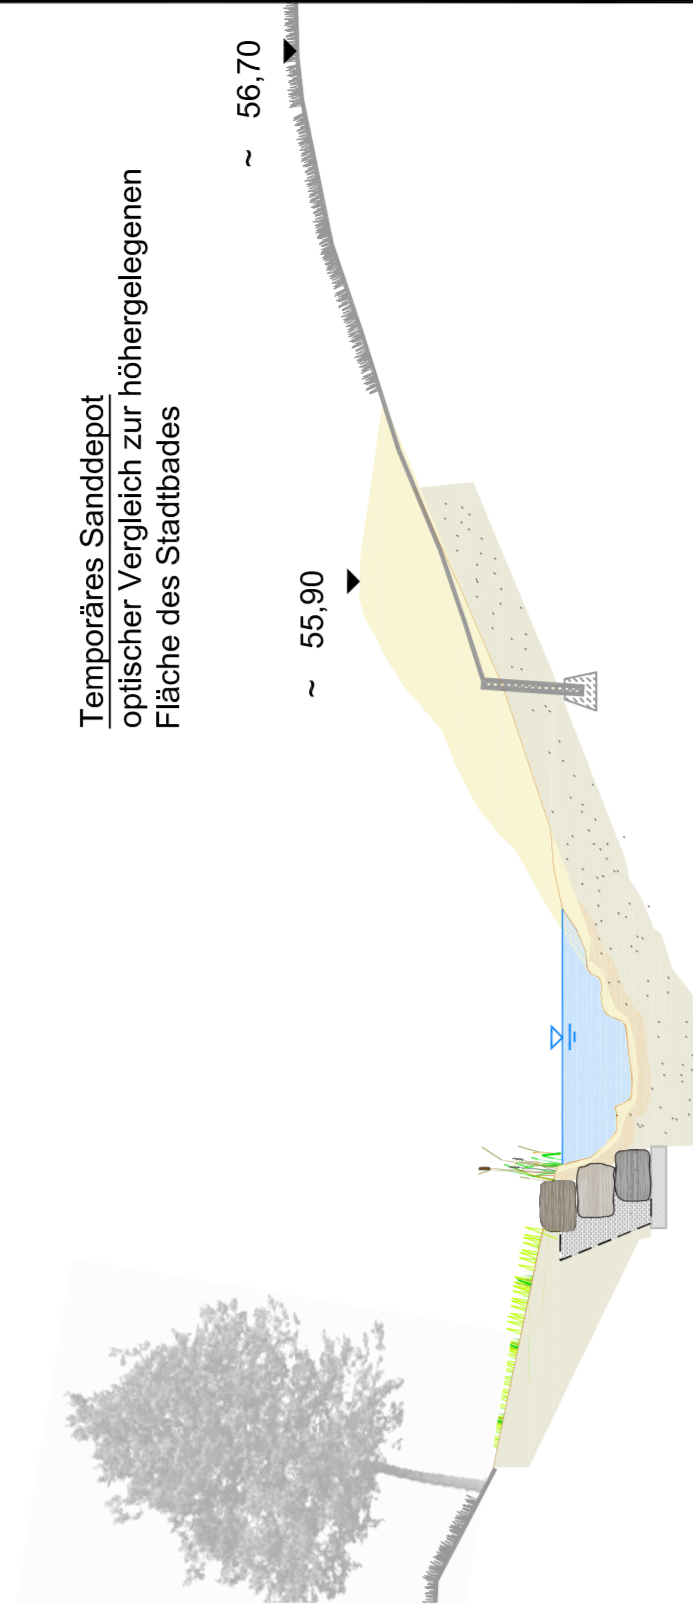 Temporäres Sanddepot
optischer Vergleich zur höhergelegenen
Fläche des Stadtbades
~ 56,70
~ 55,90